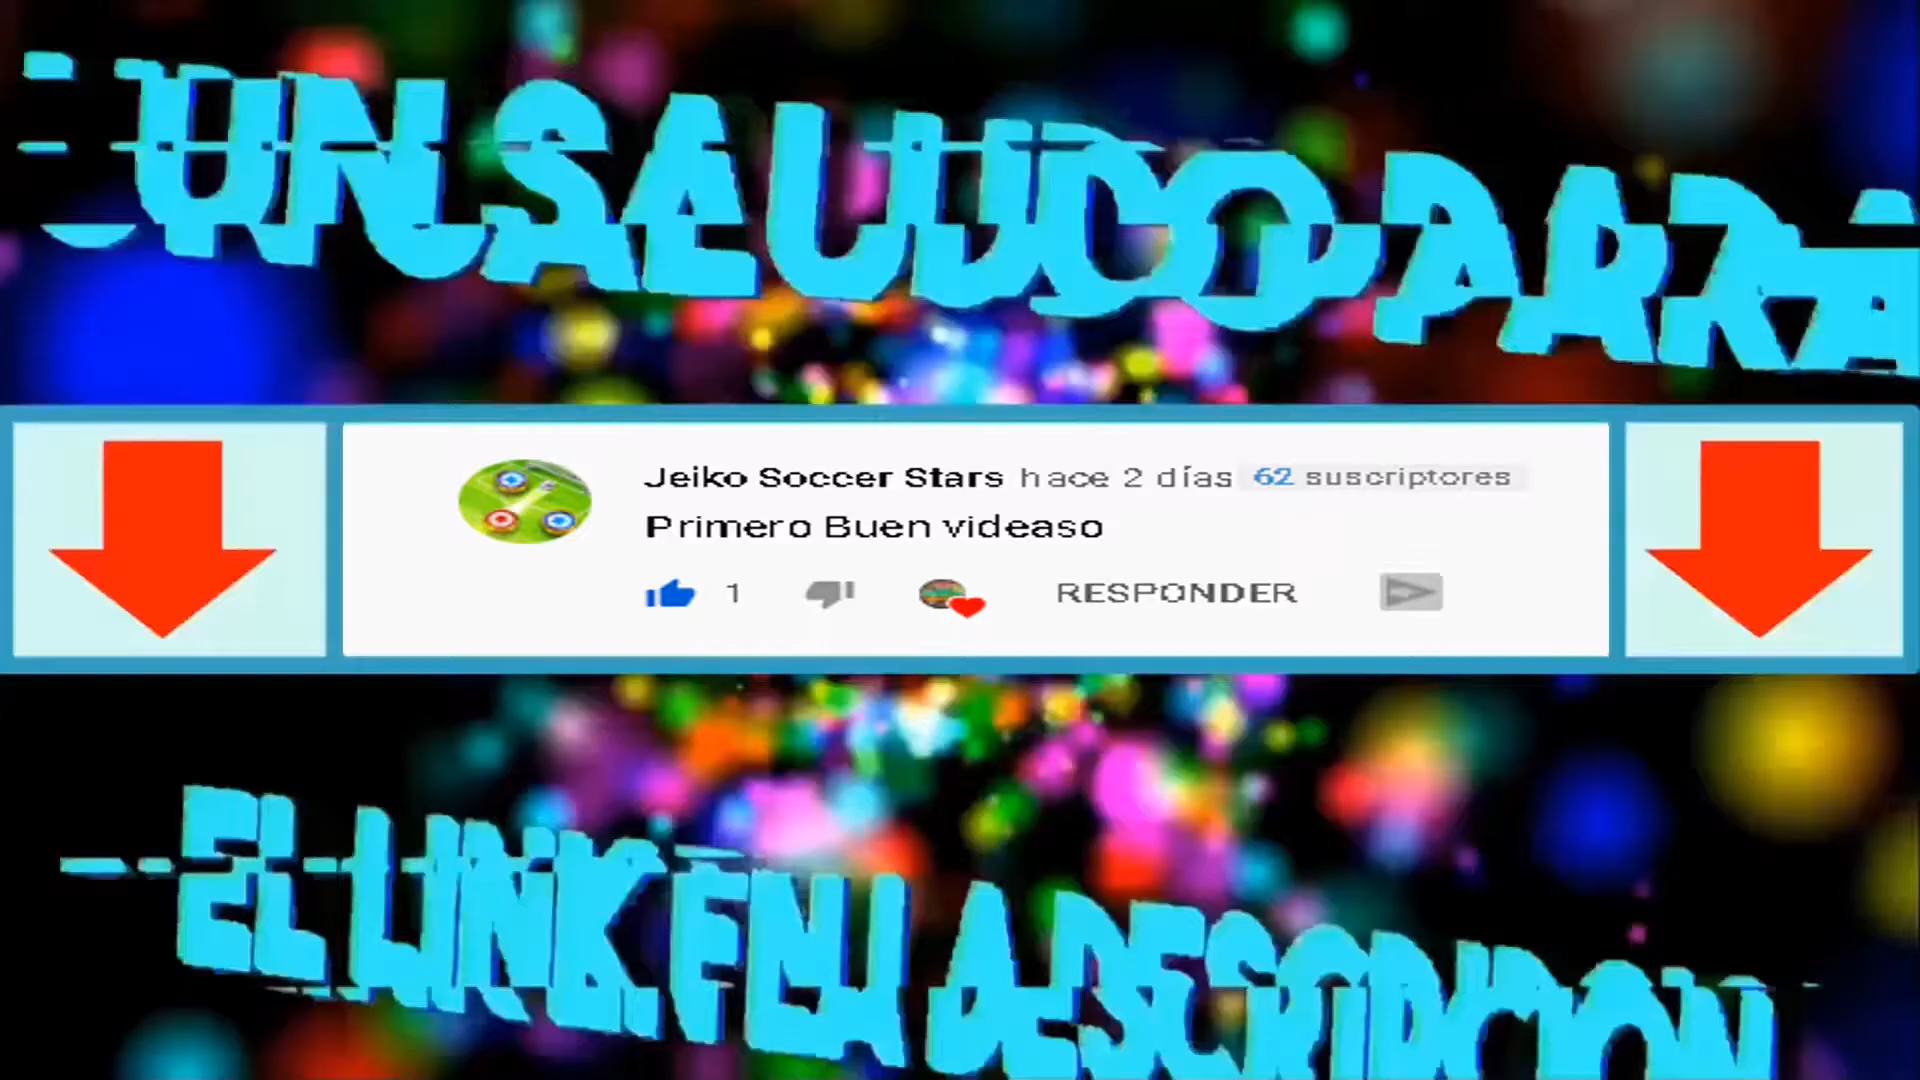 UN SALUDO PARA
Jeiko Soccer Stars hace 2 días 62 suscriptores
Primero Buen videaso
1 RESPONDER
EL LINK EN LA DESCRIPCION